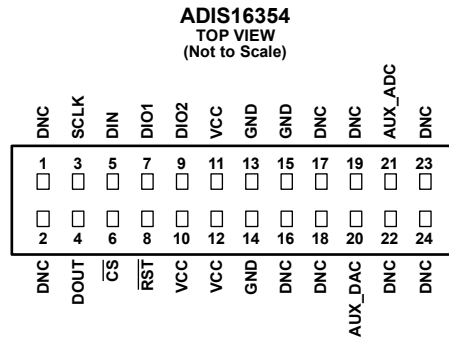 ADIS16354
TOP VIEW
(Not to Scale)
DNC SCLK DIN DIO1 DIO2 VCC GND GND DNC DNC AUX_ADC DNC
1 3 5 7 9 11 13 15 17 19 21 23
2 4 6 8 10 12 14 16 18 20 22 24
DNC DOUT C̅S̅ R̅S̅T̅ VCC VCC GND DNC DNC AUX_DAC DNC DNC